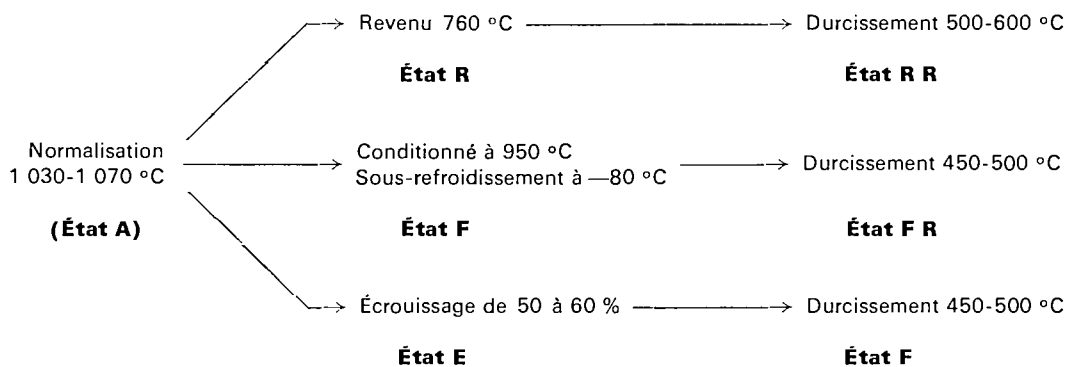 Revenu 760 °C
Durcissement 500-600 °C
État R
État R R
Normalisation
1 030-1 070 °C
(État A)
Conditionné à 950 °C
Sous-refroidissement à —80 °C
Durcissement 450-500 °C
État F
État F R
Écrouissage de 50 à 60 %
Durcissement 450-500 °C
État E
État F